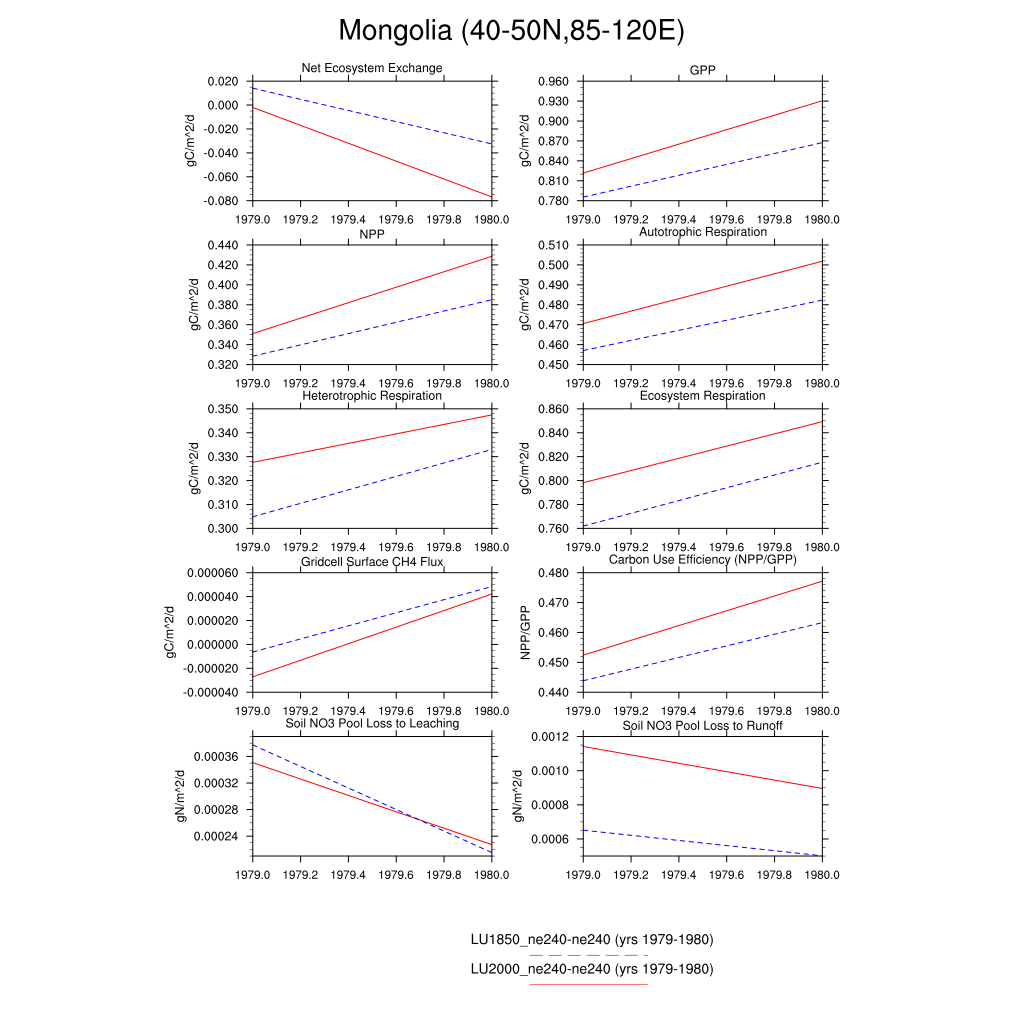 Mongolia (40-50N,85-120E)
Net Ecosystem Exchange
gC/m^2/d
0.020
0.000
-0.020
-0.040
-0.060
-0.080
1979.0 1979.2 1979.4 1979.6 1979.8 1980.0
GPP
gC/m^2/d
0.960
0.930
0.900
0.870
0.840
0.810
0.780
1979.0 1979.2 1979.4 1979.6 1979.8 1980.0
NPP
gC/m^2/d
0.440
0.420
0.400
0.380
0.360
0.340
0.320
1979.0 1979.2 1979.4 1979.6 1979.8 1980.0
Autotrophic Respiration
gC/m^2/d
0.510
0.500
0.490
0.480
0.470
0.460
0.450
1979.0 1979.2 1979.4 1979.6 1979.8 1980.0
Heterotrophic Respiration
gC/m^2/d
0.350
0.340
0.330
0.320
0.310
0.300
1979.0 1979.2 1979.4 1979.6 1979.8 1980.0
Ecosystem Respiration
gC/m^2/d
0.860
0.840
0.820
0.800
0.780
0.760
1979.0 1979.2 1979.4 1979.6 1979.8 1980.0
Gridcell Surface CH4 Flux
gC/m^2/d
0.000060
0.000040
0.000020
0.000000
-0.000020
-0.000040
1979.0 1979.2 1979.4 1979.6 1979.8 1980.0
Carbon Use Efficiency (NPP/GPP)
NPP/GPP
0.480
0.470
0.460
0.450
0.440
1979.0 1979.2 1979.4 1979.6 1979.8 1980.0
Soil NO3 Pool Loss to Leaching
gN/m^2/d
0.00036
0.00032
0.00028
0.00024
1979.0 1979.2 1979.4 1979.6 1979.8 1980.0
Soil NO3 Pool Loss to Runoff
gN/m^2/d
0.0012
0.0010
0.0008
0.0006
1979.0 1979.2 1979.4 1979.6 1979.8 1980.0
LU1850_ne240-ne240 (yrs 1979-1980)
LU2000_ne240-ne240 (yrs 1979-1980)